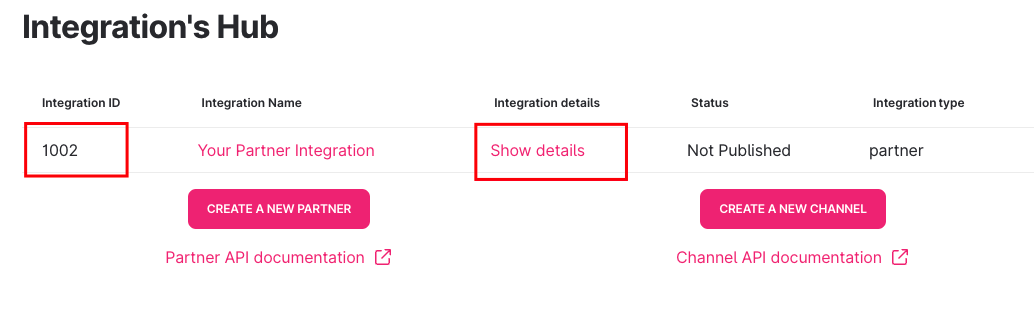 Integration's Hub
Integration ID Integration Name Integration details Status Integration type
1002 Your Partner Integration Show details Not Published partner
CREATE A NEW PARTNER CREATE A NEW CHANNEL
Partner API documentation Channel API documentation